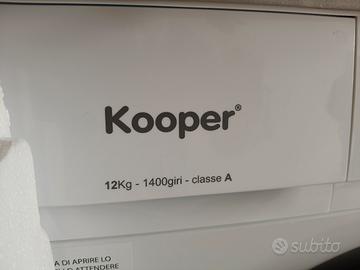 Kooper®
12Kg - 1400giri - classe A
A DI APRIRE LO
D ATTENDERE
subito